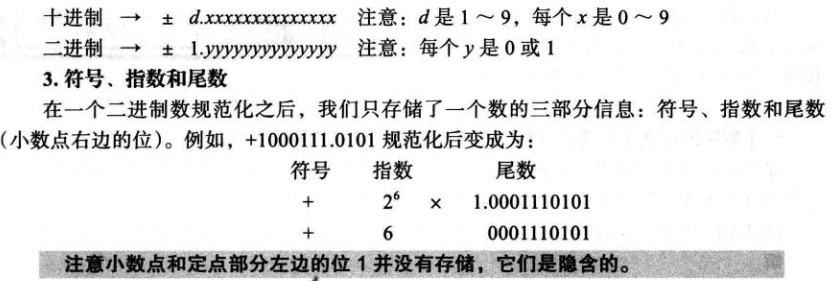 十进制 → ± d.xxxxxxxxxxxxxx 注意：d 是 1～9，每个 x 是 0～9
二进制 → ± 1.yyyyyyyyyyyyyy 注意：每个 y 是 0 或 1
3. 符号、指数和尾数
在一个二进制数规范化之后，我们只存储了一个数的三部分信息：符号、指数和尾数
（小数点右边的位）。例如，+1000111.0101 规范化后变成为：
符号 指数 尾数
+ 2⁶ × 1.0001110101
+ 6 0001110101
注意小数点和定点部分左边的位 1 并没有存储，它们是隐含的。